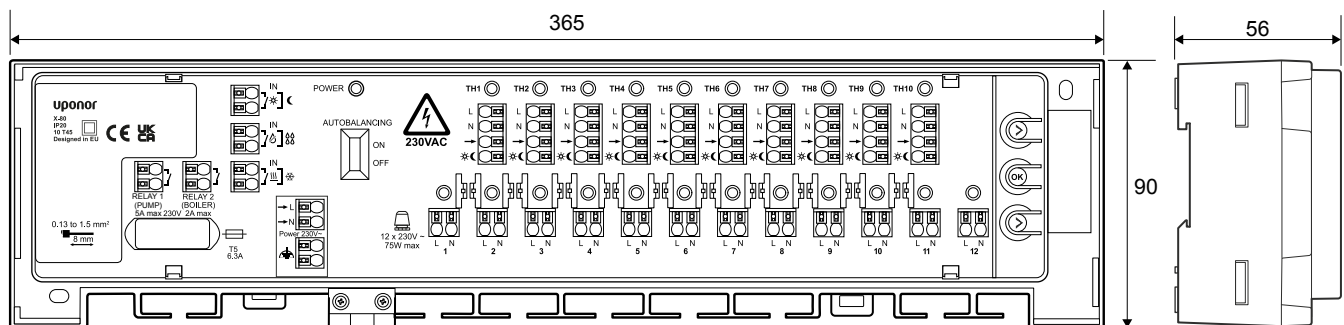 365
56
90
uponor
X-80
IP20
10 T45
Designed in EU
CE UK CA
IN
IN
IN
RELAY 1
(PUMP)
5A max 230V
RELAY 2
(BOILER)
2A max
0.13 to 1.5 mm²
8 mm
T5
6.3A
→ L
→ N
Power 230V~
POWER
AUTOBALANCING
ON
OFF
230VAC
TH1 TH2 TH3 TH4 TH5 TH6 TH7 TH8 TH9 TH10
L L L L L L L L L L
N N N N N N N N N N
12 x 230V ~
75W max
L N L N L N L N L N L N L N L N L N L N L N L N
1 2 3 4 5 6 7 8 9 10 11 12
OK